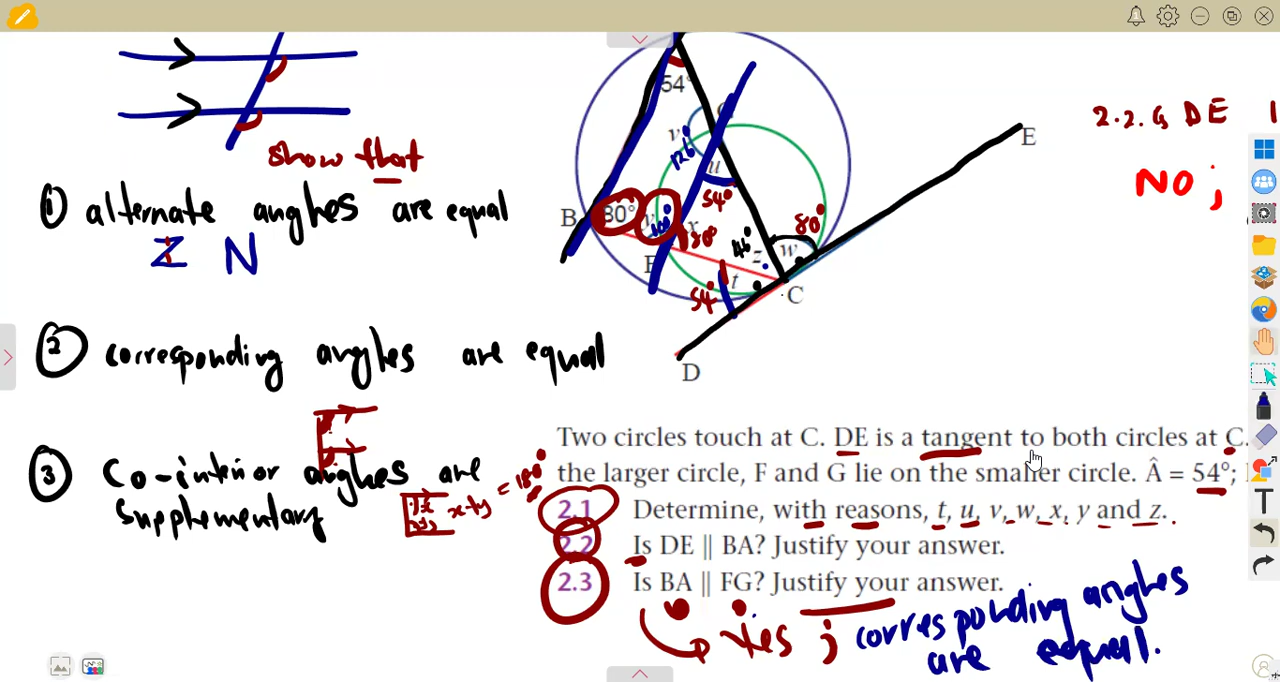 show that
① alternate angles are equal
Z N
② corresponding angles are equal
③ Co-interior angles are
supplementary
x+y = 180°
54°
v
126°
u
54°
B
80°
y
100°
x
80°
F
46°
z
80°
w
t
54°
C
D
E
2.2. DE
NO ;
Two circles touch at C. DE is a tangent to both circles at C.
the larger circle, F and G lie on the smaller circle. Â = 54°;
2.1 Determine, with reasons, t, u, v, w, x, y and z.
2.2 Is DE || BA? Justify your answer.
2.3 Is BA || FG? Justify your answer.
Yes ; corresponding angles
are equal.